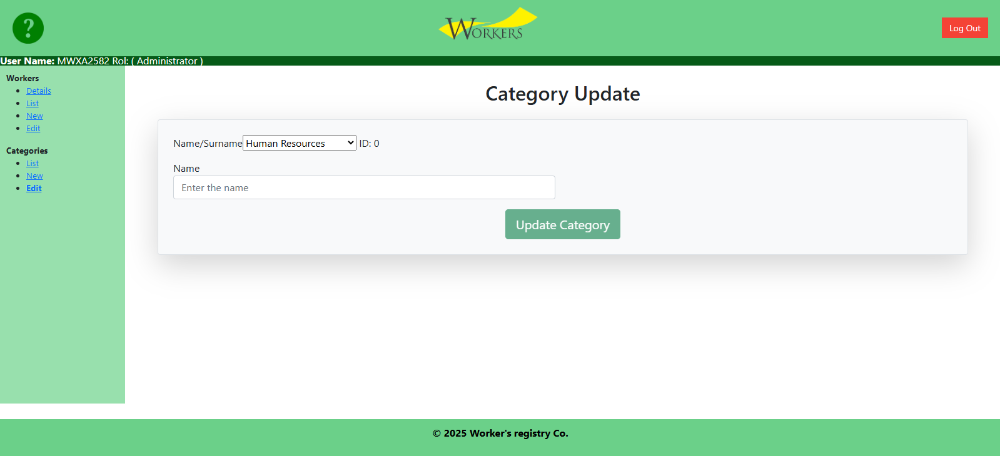 ?
WORKERS
Log Out
User Name: MWXA2582 Rol: ( Administrator )
Workers
Details
List
New
Edit
Categories
List
New
Edit
Category Update
Name/Surname Human Resources ID: 0
Name
Enter the name
Update Category
© 2025 Worker's registry Co.